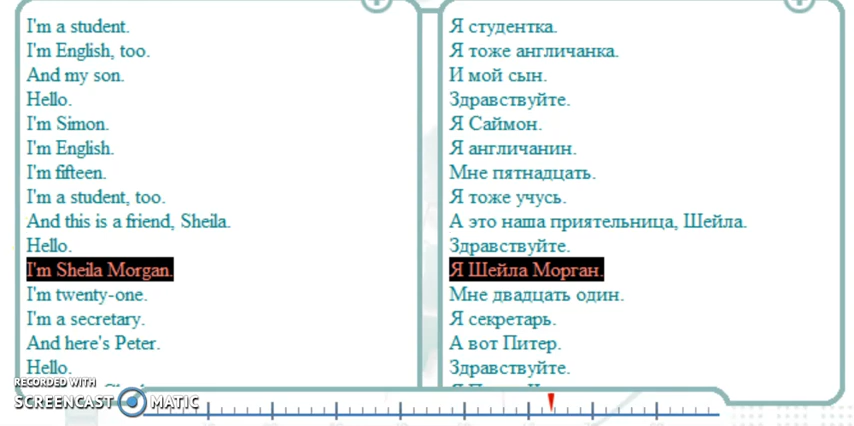 I'm a student.
I'm English, too.
And my son.
Hello.
I'm Simon.
I'm English.
I'm fifteen.
I'm a student, too.
And this is a friend, Sheila.
Hello.
I'm Sheila Morgan.
I'm twenty-one.
I'm a secretary.
And here's Peter.
Hello.
Я студентка.
Я тоже англичанка.
И мой сын.
Здравствуйте.
Я Саймон.
Я англичанин.
Мне пятнадцать.
Я тоже учусь.
А это наша приятельница, Шейла.
Здравствуйте.
Я Шейла Морган.
Мне двадцать один.
Я секретарь.
А вот Питер.
Здравствуйте.
RECORDED WITH
SCREENCAST MATIC